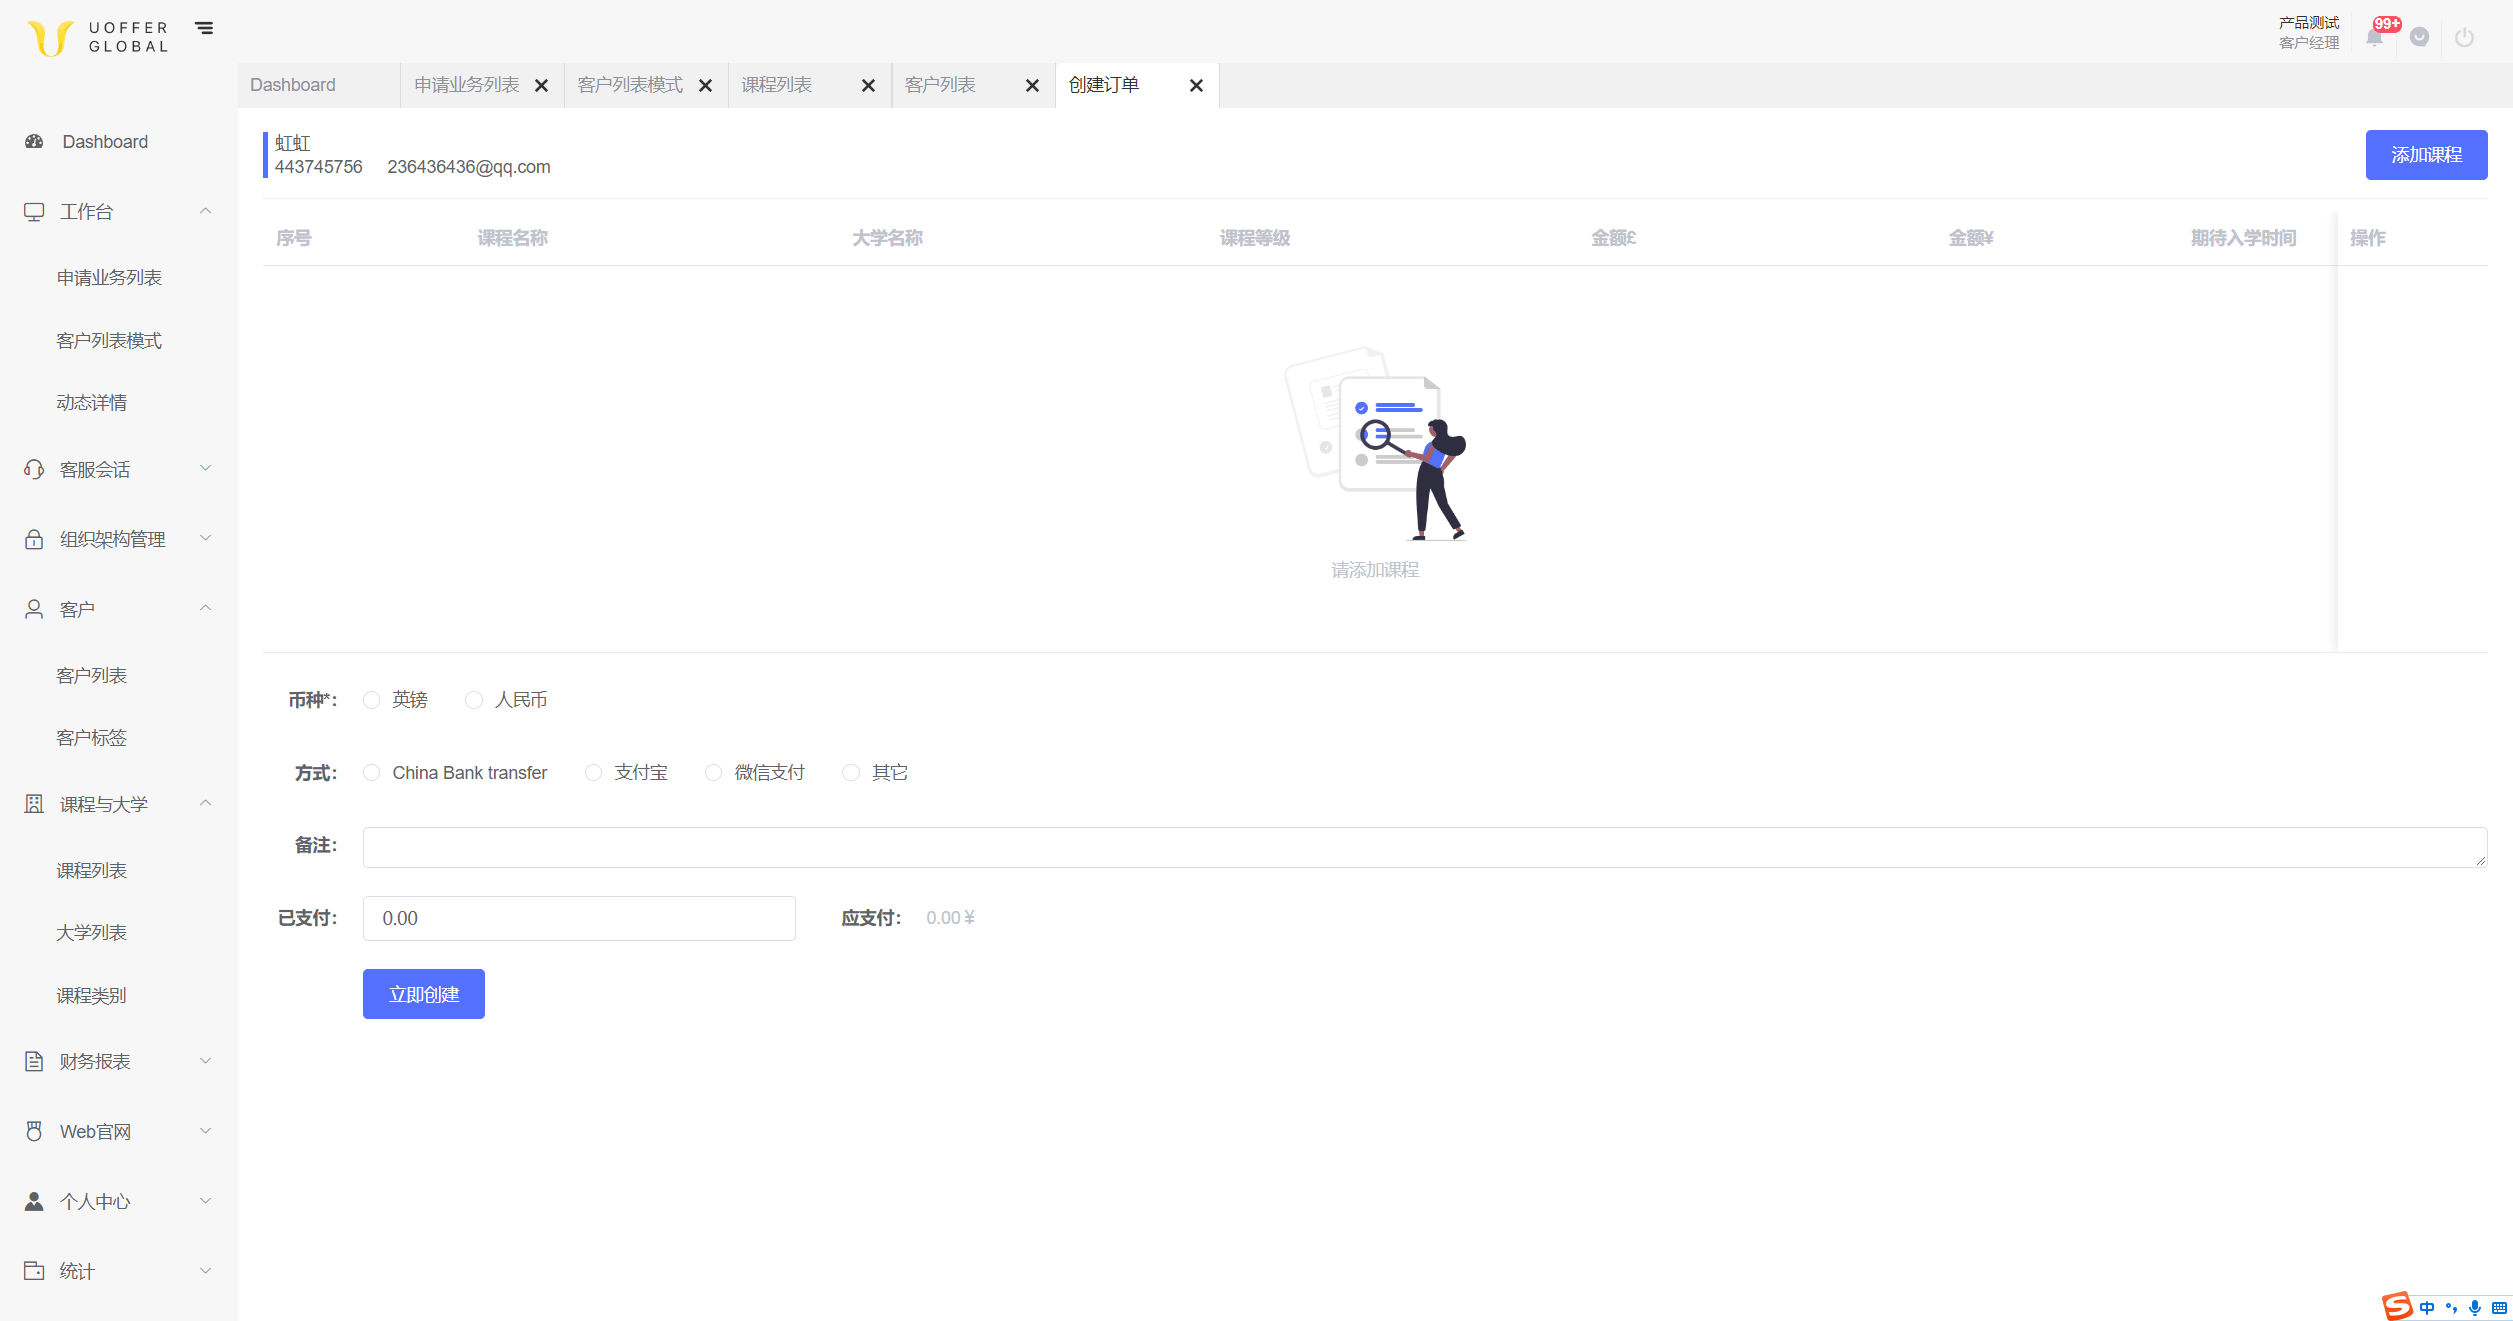 UOFFER
GLOBAL
产品测试
客户经理
99+
Dashboard
申请业务列表
客户列表模式
课程列表
客户列表
创建订单
Dashboard
工作台
申请业务列表
客户列表模式
动态详情
客服会话
组织架构管理
客户
客户列表
客户标签
课程与大学
课程列表
大学列表
课程类别
财务报表
Web官网
个人中心
统计
虹虹
443745756 236436436@qq.com
添加课程
序号 课程名称 大学名称 课程等级 金额£ 金额¥ 期待入学时间 操作
请添加课程
币种*： 英镑 人民币
方式： China Bank transfer 支付宝 微信支付 其它
备注：
已支付： 0.00 应支付： 0.00 ¥
立即创建
S 中